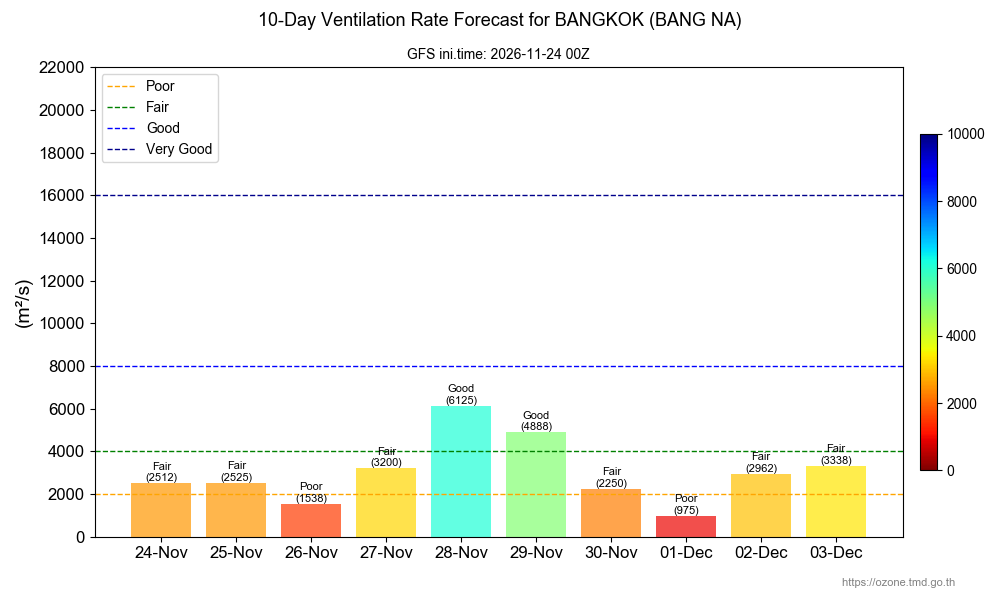 10-Day Ventilation Rate Forecast for BANGKOK (BANG NA)
GFS ini.time: 2026-11-24 00Z
(m²/s)
22000
20000
18000
16000
14000
12000
10000
8000
6000
4000
2000
0
Poor
Fair
Good
Very Good
Fair
(2512)
Fair
(2525)
Poor
(1538)
Fair
(3200)
Good
(6125)
Good
(4888)
Fair
(2250)
Poor
(975)
Fair
(2962)
Fair
(3338)
24-Nov
25-Nov
26-Nov
27-Nov
28-Nov
29-Nov
30-Nov
01-Dec
02-Dec
03-Dec
10000
8000
6000
4000
2000
0
https://ozone.tmd.go.th